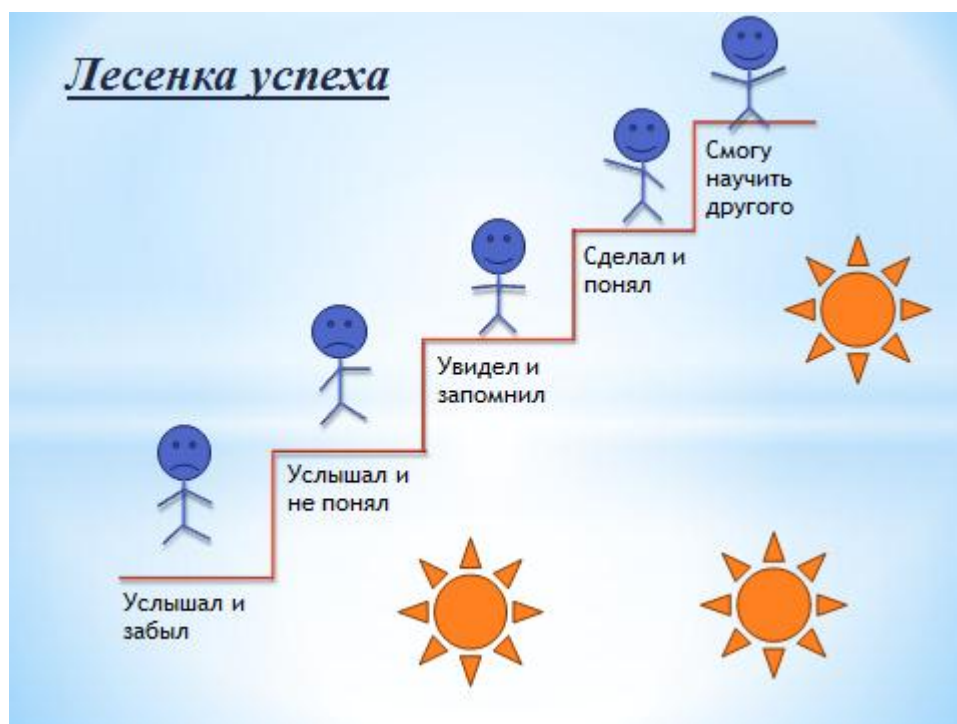 Лесенка успеха
Смогу
научить
другого
Сделал и
понял
Увидел и
запомнил
Услышал и
не понял
Услышал и
забыл